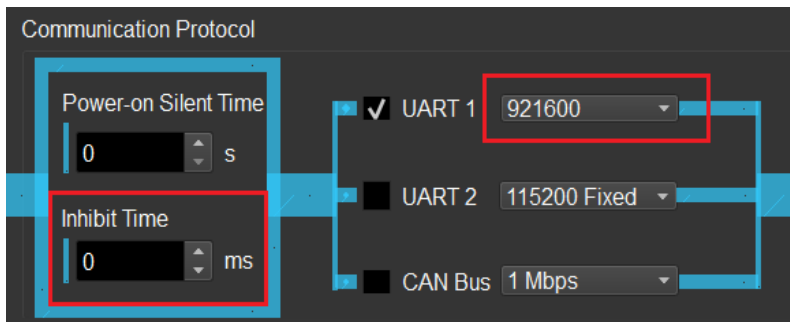 Communication Protocol
Power-on Silent Time
0 s
Inhibit Time
0 ms
UART 1 921600
UART 2 115200 Fixed
CAN Bus 1 Mbps